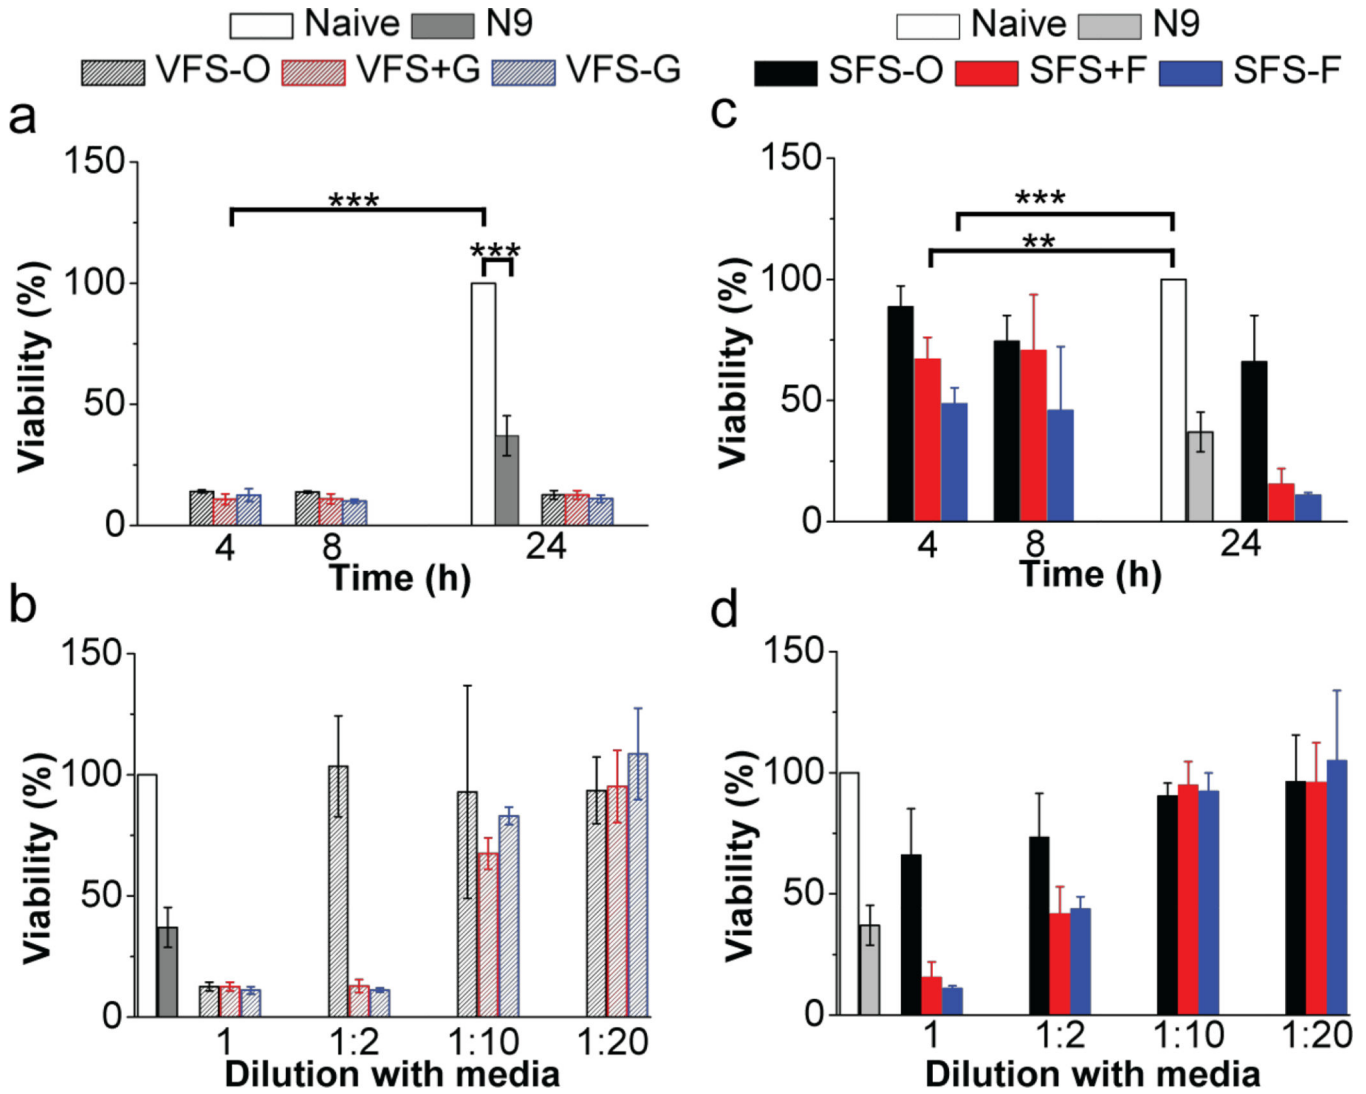 Naive N9
VFS-O VFS+G VFS-G
Naive N9
SFS-O SFS+F SFS-F
a
150
100
50
0
Viability (%)
***
***
4 8 24
Time (h)
c
150
100
50
0
Viability (%)
***
**
4 8 24
Time (h)
b
150
100
50
0
Viability (%)
1 1:2 1:10 1:20
Dilution with media
d
150
100
50
0
Viability (%)
1 1:2 1:10 1:20
Dilution with media